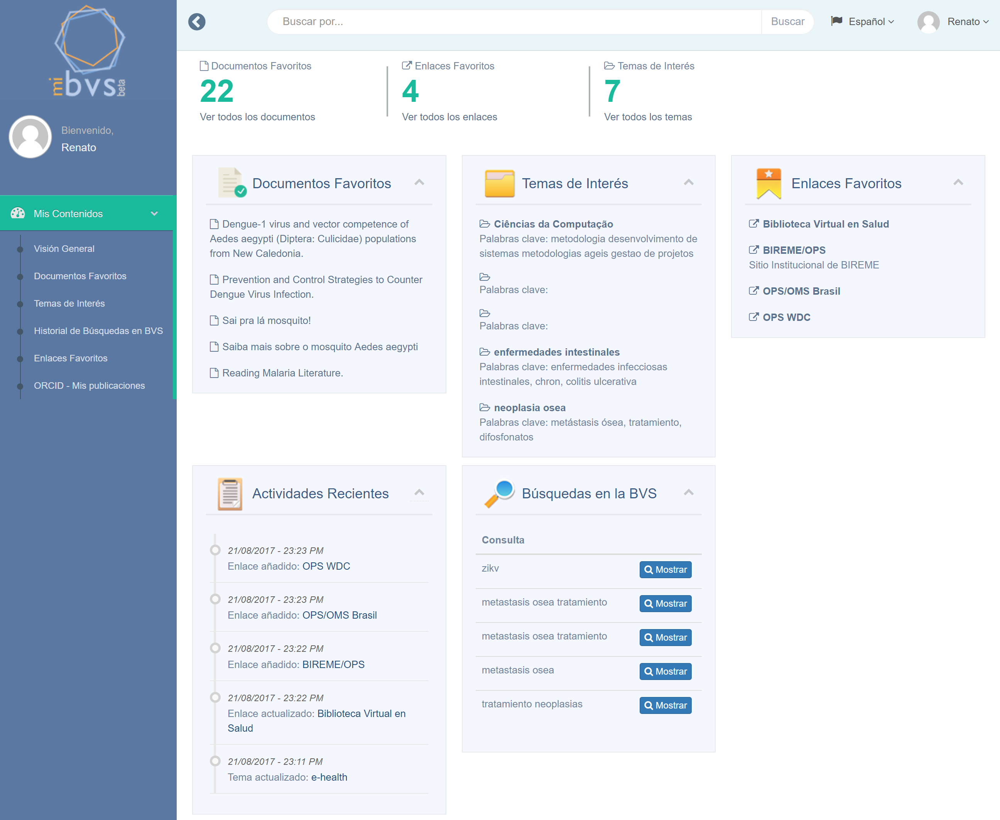 mi bvs beta
Bienvenido,
Renato
Mis Contenidos
Visión General
Documentos Favoritos
Temas de Interés
Historial de Búsquedas en BVS
Enlaces Favoritos
ORCID - Mis publicaciones
Buscar por...
Buscar
Español
Renato
Documentos Favoritos
22
Ver todos los documentos
Enlaces Favoritos
4
Ver todos los enlaces
Temas de Interés
7
Ver todos los temas
Documentos Favoritos
Dengue-1 virus and vector competence of
Aedes aegypti (Diptera: Culicidae) populations
from New Caledonia.
Prevention and Control Strategies to Counter
Dengue Virus Infection.
Sai pra lá mosquito!
Saiba mais sobre o mosquito Aedes aegypti
Reading Malaria Literature.
Temas de Interés
Ciências da Computação
Palabras clave: metodologia desenvolvimento de
sistemas metodologias ageis gestao de projetos
Palabras clave:
Palabras clave:
enfermedades intestinales
Palabras clave: enfermedades infecciosas
intestinales, chron, colitis ulcerativa
neoplasia osea
Palabras clave: metástasis ósea, tratamiento,
difosfonatos
Enlaces Favoritos
Biblioteca Virtual en Salud
BIREME/OPS
Sitio Institucional de BIREME
OPS/OMS Brasil
OPS WDC
Actividades Recientes
21/08/2017 - 23:23 PM
Enlace añadido: OPS WDC
21/08/2017 - 23:23 PM
Enlace añadido: OPS/OMS Brasil
21/08/2017 - 23:22 PM
Enlace añadido: BIREME/OPS
21/08/2017 - 23:22 PM
Enlace actualizado: Biblioteca Virtual en
Salud
21/08/2017 - 23:11 PM
Tema actualizado: e-health
Búsquedas en la BVS
Consulta
zikv Mostrar
metastasis osea tratamiento Mostrar
metastasis osea tratamiento Mostrar
metastasis osea Mostrar
tratamiento neoplasias Mostrar